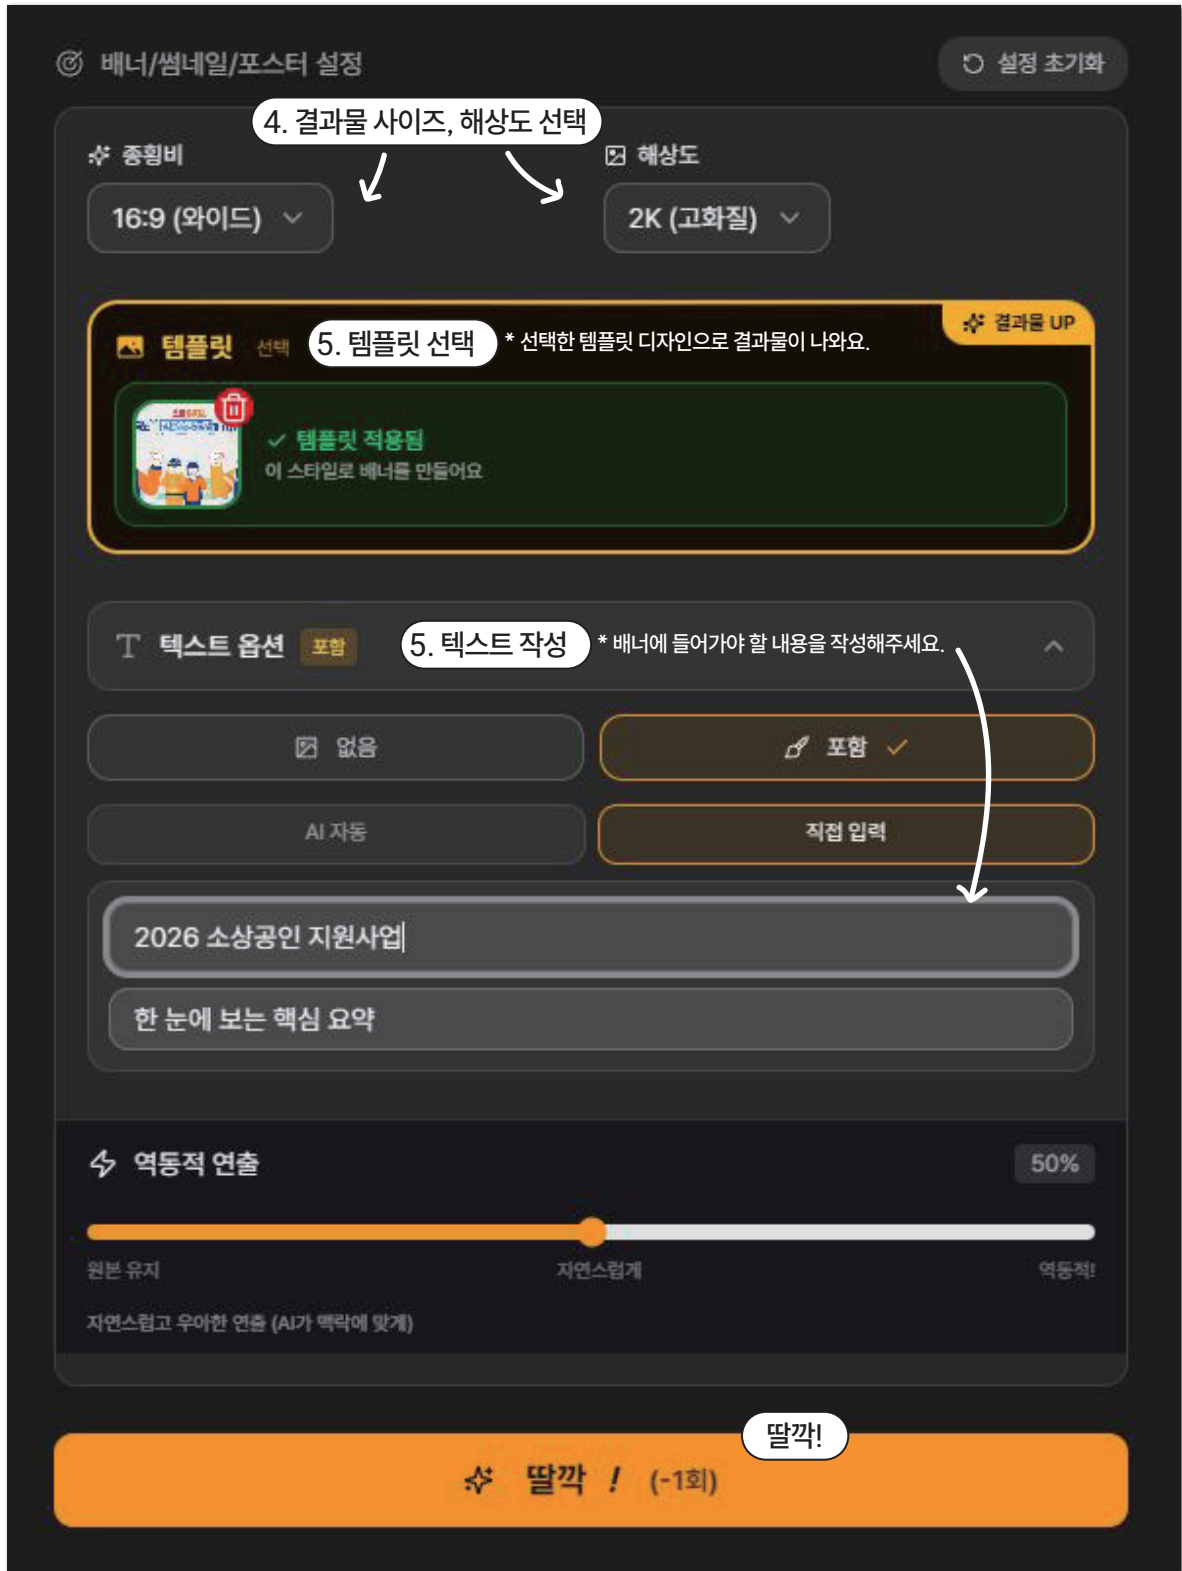 배너/썸네일/포스터 설정
설정 초기화
4. 결과물 사이즈, 해상도 선택
종횡비
해상도
16:9 (와이드)
2K (고화질)
결과물 UP
템플릿 선택
5. 템플릿 선택
* 선택한 템플릿 디자인으로 결과물이 나와요.
템플릿 적용됨
이 스타일로 배너를 만들어요
텍스트 옵션 포함
5. 텍스트 작성
* 배너에 들어가야 할 내용을 작성해주세요.
없음
포함
AI 자동
직접 입력
2026 소상공인 지원사업
한 눈에 보는 핵심 요약
역동적 연출
50%
원본 유지
자연스럽게
역동적!
자연스럽고 우아한 연출 (AI가 맥락에 맞게)
딸깍!
딸깍 ! (-1회)